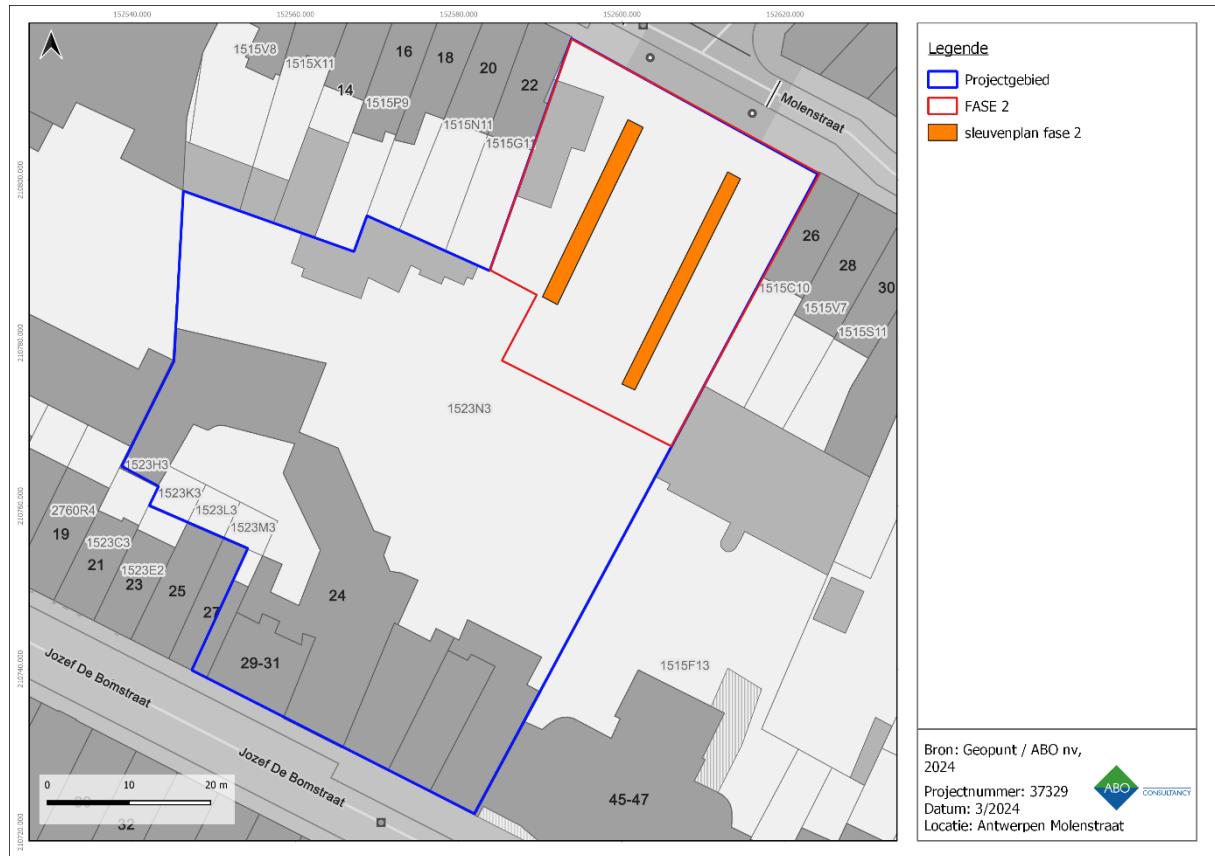 152540.000 152560.000 152580.000 152600.000 152620.000
210800.000
210780.000
210760.000
210740.000
210720.000
1515V8
1515X11
14
1515P9
16
18
20
22
1515N11
1515G11
Molenstraat
26
28
30
1515C10
1515V7
1515S11
1523N3
1523H3
1523K3
1523L3
1523M3
2760R4
19
1523C3
21
1523E2
23
25
27
24
29-31
1515F13
45-47
Jozef De Bomstraat
Jozef De Bomstraat
0 10 20 m
32
Legende
Projectgebied
FASE 2
sleuvenplan fase 2
Bron: Geopunt / ABO nv,
2024
Projectnummer: 37329
Datum: 3/2024
Locatie: Antwerpen Molenstraat
ABO
CONSULTANCY